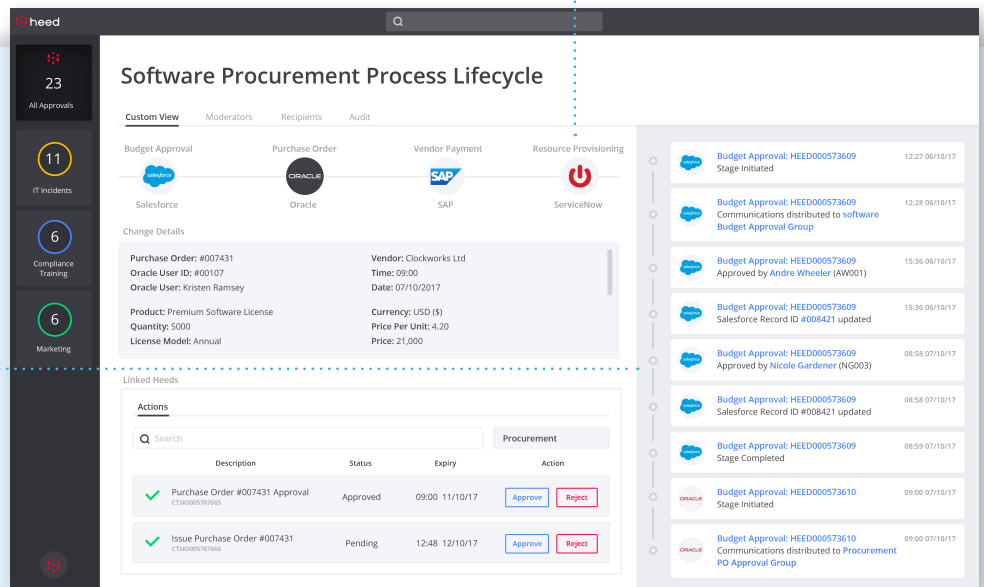 heed
23
All Approvals
11
IT Incidents
6
Compliance
Training
6
Marketing
Software Procurement Process Lifecycle
Custom View Moderators Recipients Audit
Budget Approval Purchase Order Vendor Payment Resource Provisioning
salesforce ORACLE SAP
Salesforce Oracle SAP ServiceNow
Change Details
Purchase Order: #007431 Vendor: Clockworks Ltd
Oracle User ID: #00107 Time: 09:00
Oracle User: Kristen Ramsey Date: 07/10/2017
Product: Premium Software License Currency: USD ($)
Quantity: 5000 Price Per Unit: 4.20
License Model: Annual Price: 21,000
Linked Heeds
Actions
Search Procurement
Description Status Expiry Action
Purchase Order #007431 Approval Approved 09:00 11/10/17 Approve Reject
CTSK0005787665
Issue Purchase Order #007431 Pending 12:48 12/10/17 Approve Reject
CTSK0005787666
salesforce Budget Approval: HEED000573609 12:27 06/10/17
Stage Initiated
salesforce Budget Approval: HEED000573609 12:28 06/10/17
Communications distributed to software
Budget Approval Group
salesforce Budget Approval: HEED000573609 15:36 06/10/17
Approved by Andre Wheeler (AW001)
salesforce Budget Approval: HEED000573609 15:36 06/10/17
Salesforce Record ID #008421 updated
salesforce Budget Approval: HEED000573609 08:58 07/10/17
Approved by Nicole Gardener (NG003)
salesforce Budget Approval: HEED000573609 08:58 07/10/17
Salesforce Record ID #008421 updated
salesforce Budget Approval: HEED000573609 08:59 07/10/17
Stage Completed
ORACLE Budget Approval: HEED000573610 09:00 07/10/17
Stage Initiated
ORACLE Budget Approval: HEED000573610 09:00 07/10/17
Communications distributed to Procurement
PO Approval Group